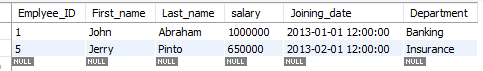 Emplyee_ID First_name Last_name salary Joining_date Department
1 John Abraham 1000000 2013-01-01 12:00:00 Banking
5 Jerry Pinto 650000 2013-02-01 12:00:00 Insurance
NULL NULL NULL NULL NULL NULL